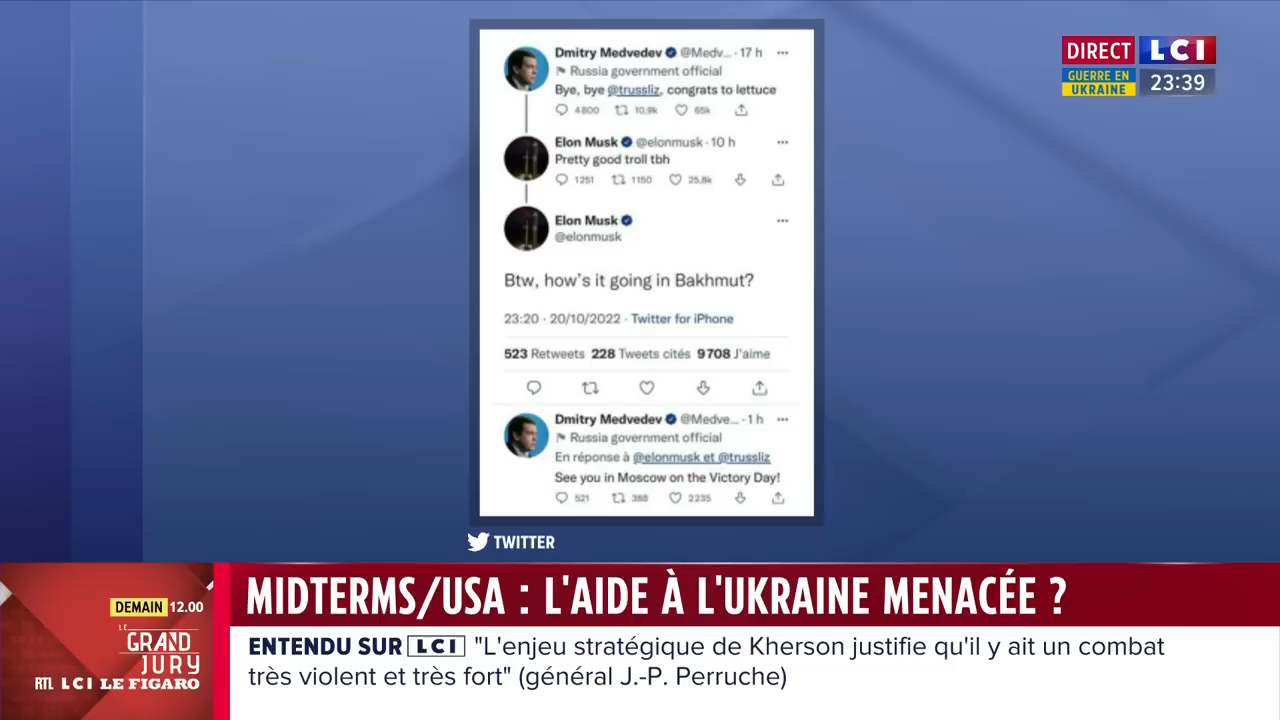 Dmitry Medvedev @Medv... · 17 h
Russia government official
Bye, bye @trussliz, congrats to lettuce
4800 10,9k 65k
Elon Musk @elonmusk · 10 h
Pretty good troll tbh
1251 1150 25,8k
Elon Musk
@elonmusk
Btw, how's it going in Bakhmut?
23:20 · 20/10/2022 · Twitter for iPhone
523 Retweets 228 Tweets cités 9708 J'aime
Dmitry Medvedev @Medve... · 1 h
Russia government official
En réponse à @elonmusk et @trussliz
See you in Moscow on the Victory Day!
521 388 2235
TWITTER
DIRECT LCI
GUERRE EN
UKRAINE
23:39
DEMAIN 12.00
LE
GRAND
JURY
RTL LCI LE FIGARO
MIDTERMS/USA : L'AIDE À L'UKRAINE MENACÉE ?
ENTENDU SUR LCI "L'enjeu stratégique de Kherson justifie qu'il y ait un combat
très violent et très fort" (général J.-P. Perruche)